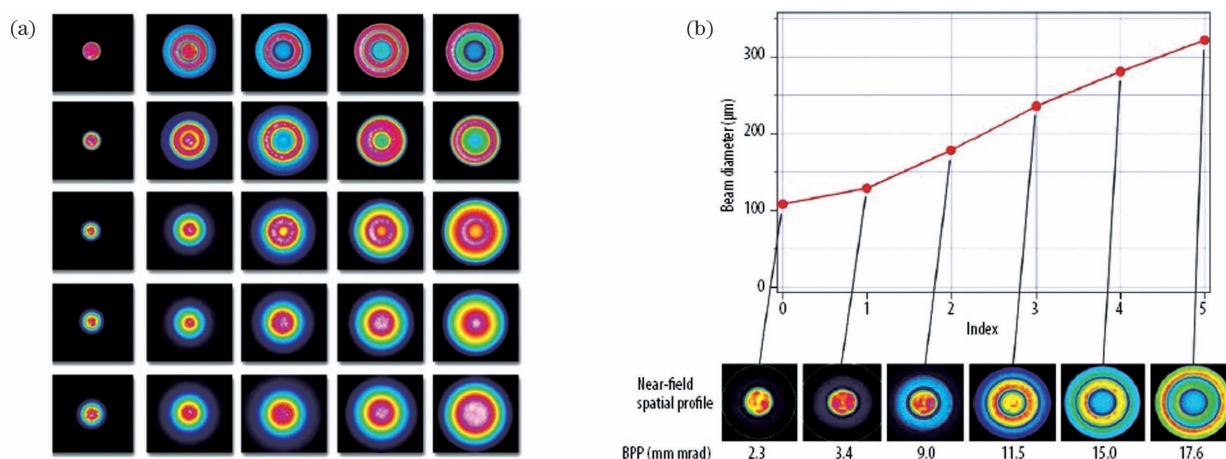 (a)
(b)
Beam diameter (µm)
300
200
100
0
0 1 2 3 4 5
Index
Near-field
spatial profile
BPP (mm mrad) 2.3 3.4 9.0 11.5 15.0 17.6